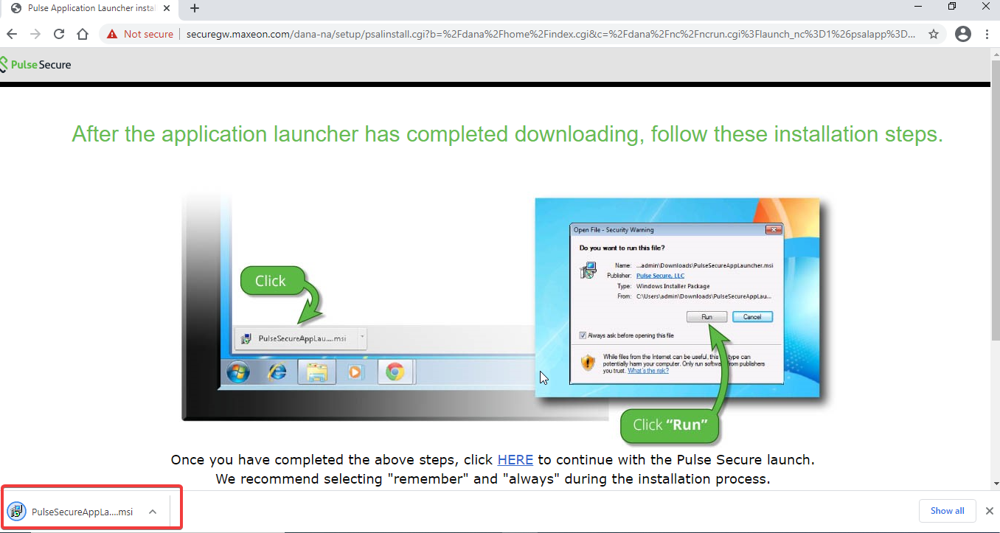 Pulse Application Launcher instal
Not secure
securegw.maxeon.com/dana-na/setup/psalinstall.cgi?b=%2Fdana%2Fhome%2Findex.cgi&c=%2Fdana%2Fnc%2Fncrun.cgi%3Flaunch_nc%3D1%26psalapp%3D...
Pulse Secure
After the application launcher has completed downloading, follow these installation steps.
Click
PulseSecureAppLau....msi
Open File - Security Warning
Do you want to run this file?
Name: ...admin\Downloads\PulseSecureAppLauncher.msi
Publisher: Pulse Secure, LLC
Type: Windows Installer Package
From: C:\Users\admin\Downloads\PulseSecureAppLau...
Run Cancel
Always ask before opening this file
While files from the Internet can be useful, this type can
potentially harm your computer. Only run software from publishers
you trust. What's the risk?
Click “Run”
Once you have completed the above steps, click HERE to continue with the Pulse Secure launch.
We recommend selecting "remember" and "always" during the installation process.
PulseSecureAppLa....msi
Show all